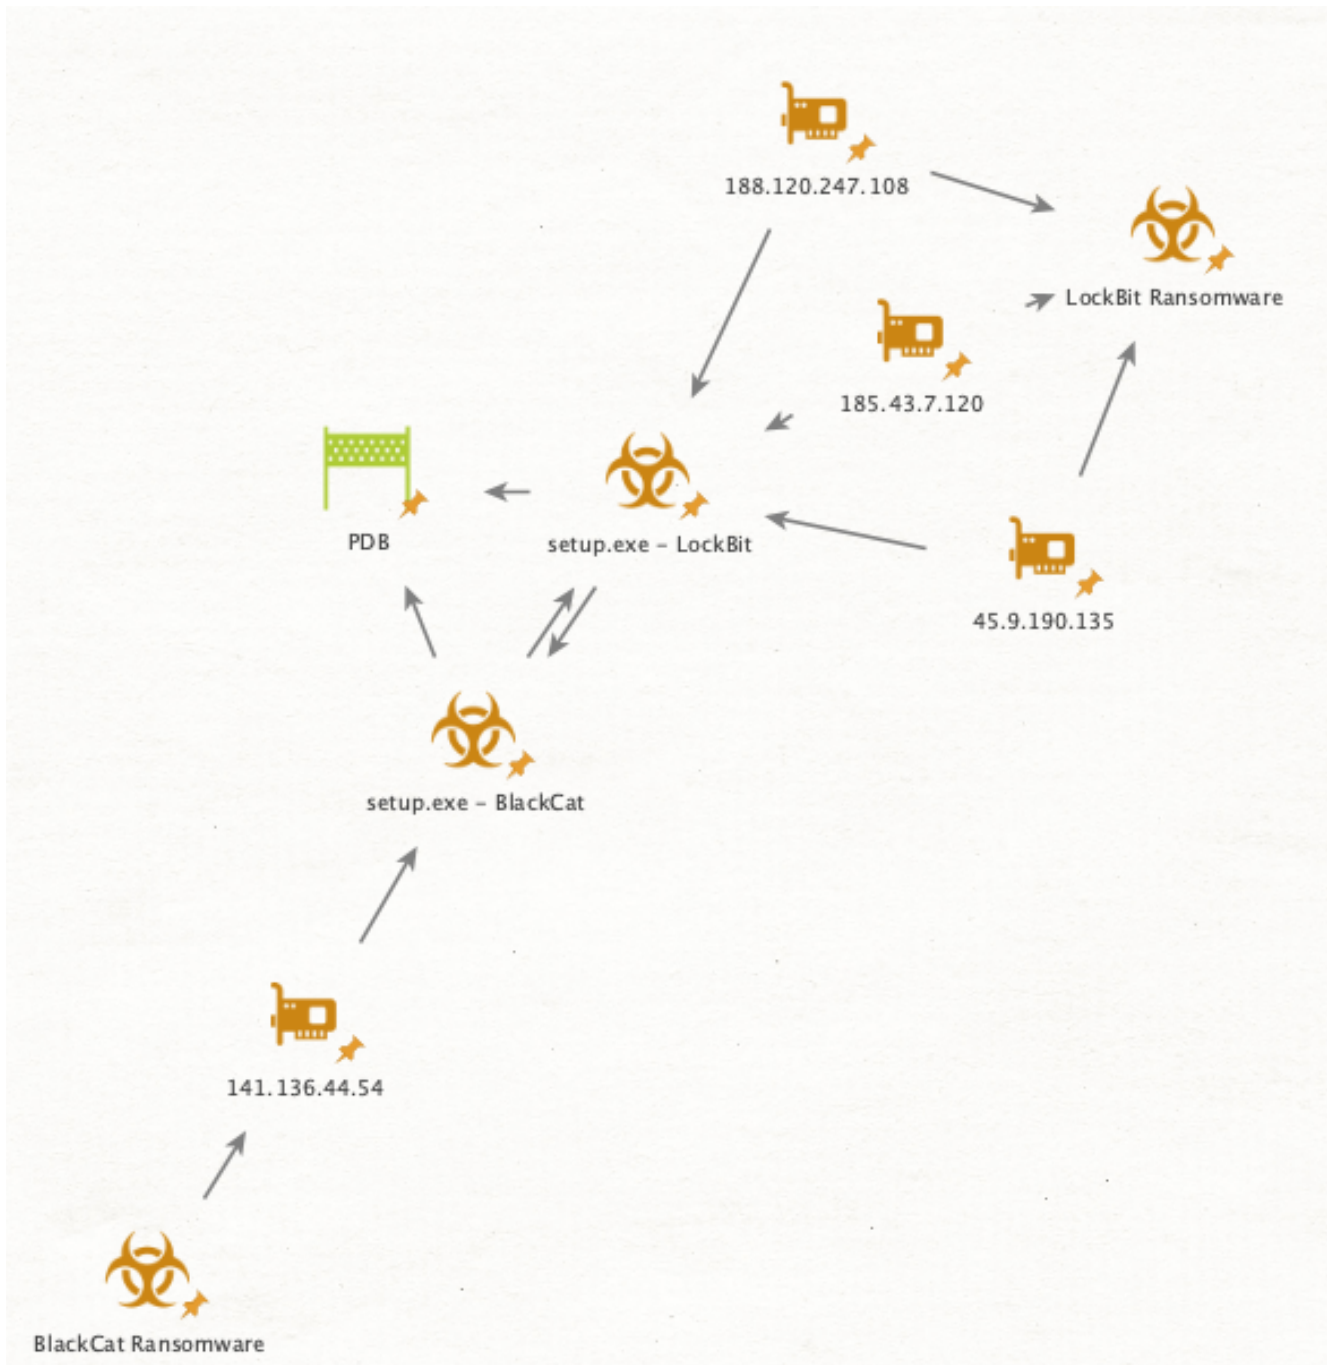 188.120.247.108
LockBit Ransomware
185.43.7.120
PDB
setup.exe – LockBit
45.9.190.135
setup.exe – BlackCat
141.136.44.54
BlackCat Ransomware